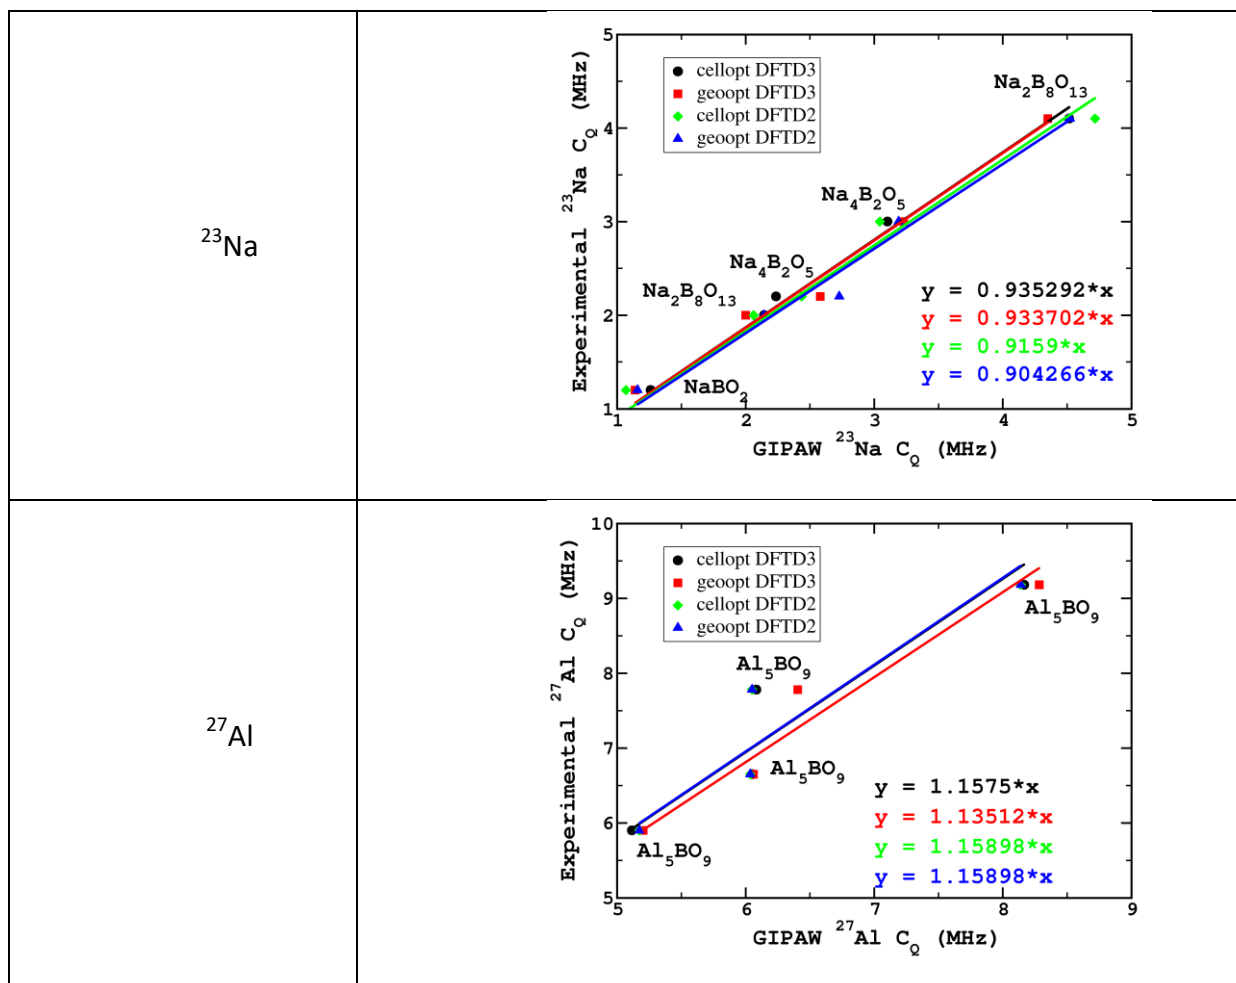 ²³Na
5
4
3
2
1
Experimental ²³Na C_Q (MHz)
cellopt DFTD3
geoopt DFTD3
cellopt DFTD2
geoopt DFTD2
Na₂B₈O₁₃
Na₄B₂O₅
Na₄B₂O₅
Na₂B₈O₁₃
NaBO₂
y = 0.935292*x
y = 0.933702*x
y = 0.9159*x
y = 0.904266*x
1 2 3 4 5
GIPAW ²³Na C_Q (MHz)
²⁷Al
10
9
8
7
6
5
Experimental ²⁷Al C_Q (MHz)
cellopt DFTD3
geoopt DFTD3
cellopt DFTD2
geoopt DFTD2
Al₅BO₉
Al₅BO₉
Al₅BO₉
Al₅BO₉
y = 1.1575*x
y = 1.13512*x
y = 1.15898*x
y = 1.15898*x
5 6 7 8 9
GIPAW ²⁷Al C_Q (MHz)